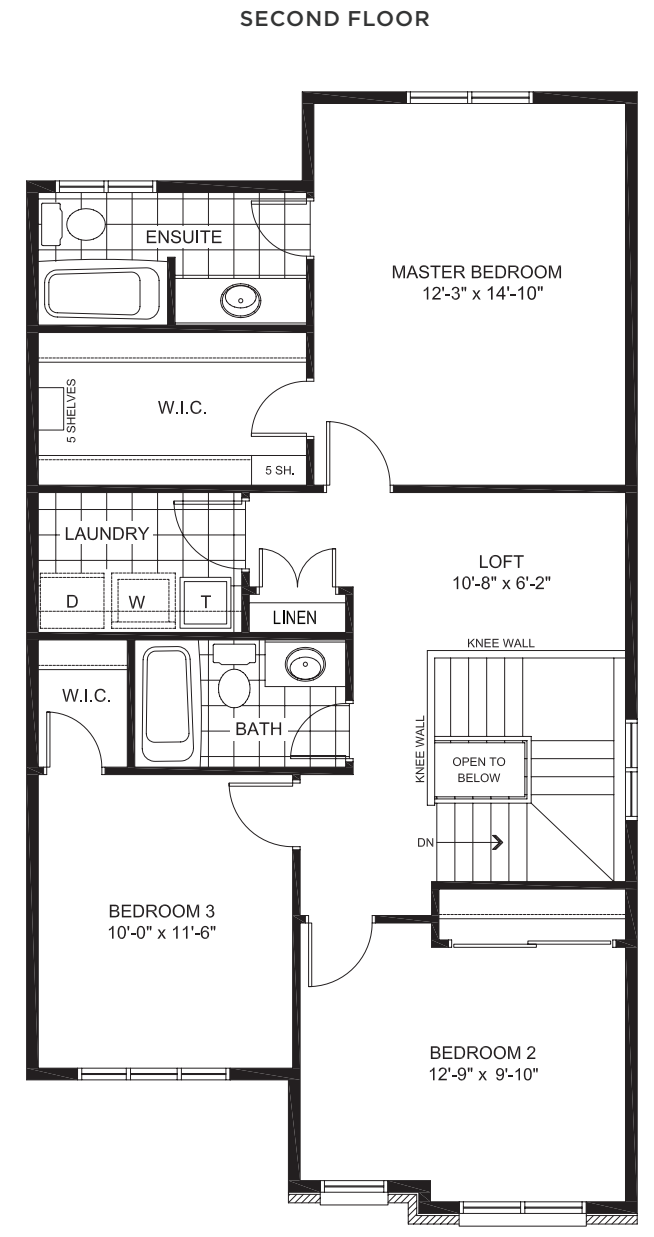 SECOND FLOOR
ENSUITE
MASTER BEDROOM
12'-3" x 14'-10"
5 SHELVES
W.I.C.
5 SH.
LAUNDRY
LOFT
10'-8" x 6'-2"
D
W
T
LINEN
KNEE WALL
W.I.C.
BATH
KNEE WALL
OPEN TO
BELOW
DN
BEDROOM 3
10'-0" x 11'-6"
BEDROOM 2
12'-9" x 9'-10"